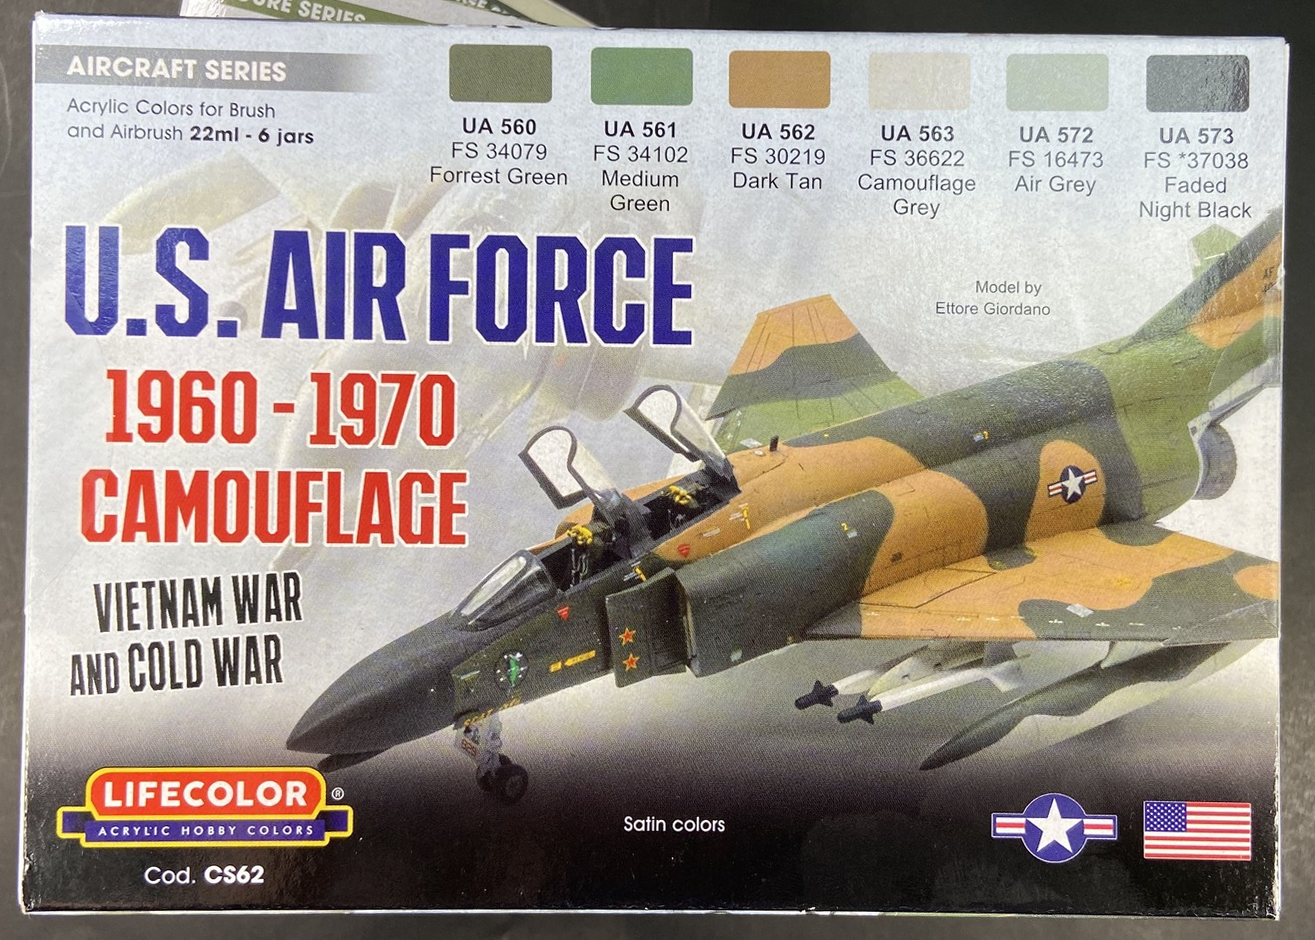 AIRCRAFT SERIES
Acrylic Colors for Brush
and Airbrush 22ml - 6 jars
UA 560
FS 34079
Forrest Green
UA 561
FS 34102
Medium
Green
UA 562
FS 30219
Dark Tan
UA 563
FS 36622
Camouflage
Grey
UA 572
FS 16473
Air Grey
UA 573
FS *37038
Faded
Night Black
U.S. AIR FORCE
1960 - 1970
CAMOUFLAGE
VIETNAM WAR
AND COLD WAR
Model by
Ettore Giordano
AF
LIFECOLOR ®
ACRYLIC HOBBY COLORS
Cod. CS62
Satin colors